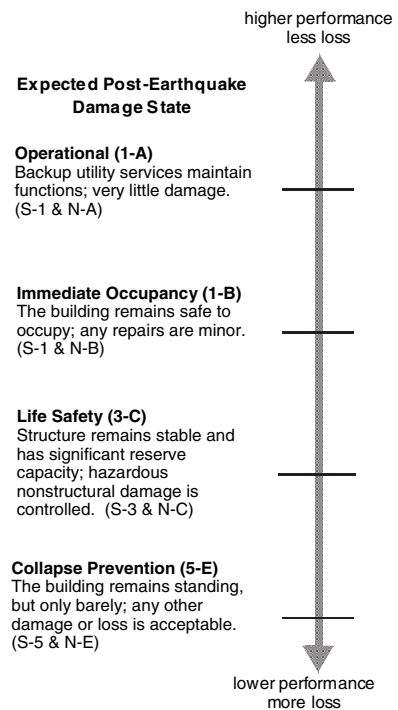 higher performance
less loss
Expected Post-Earthquake
Damage State
Operational (1-A)
Backup utility services maintain
functions; very little damage.
(S-1 & N-A)
Immediate Occupancy (1-B)
The building remains safe to
occupy; any repairs are minor.
(S-1 & N-B)
Life Safety (3-C)
Structure remains stable and
has significant reserve
capacity; hazardous
nonstructural damage is
controlled. (S-3 & N-C)
Collapse Prevention (5-E)
The building remains standing,
but only barely; any other
damage or loss is acceptable.
(S-5 & N-E)
lower performance
more loss